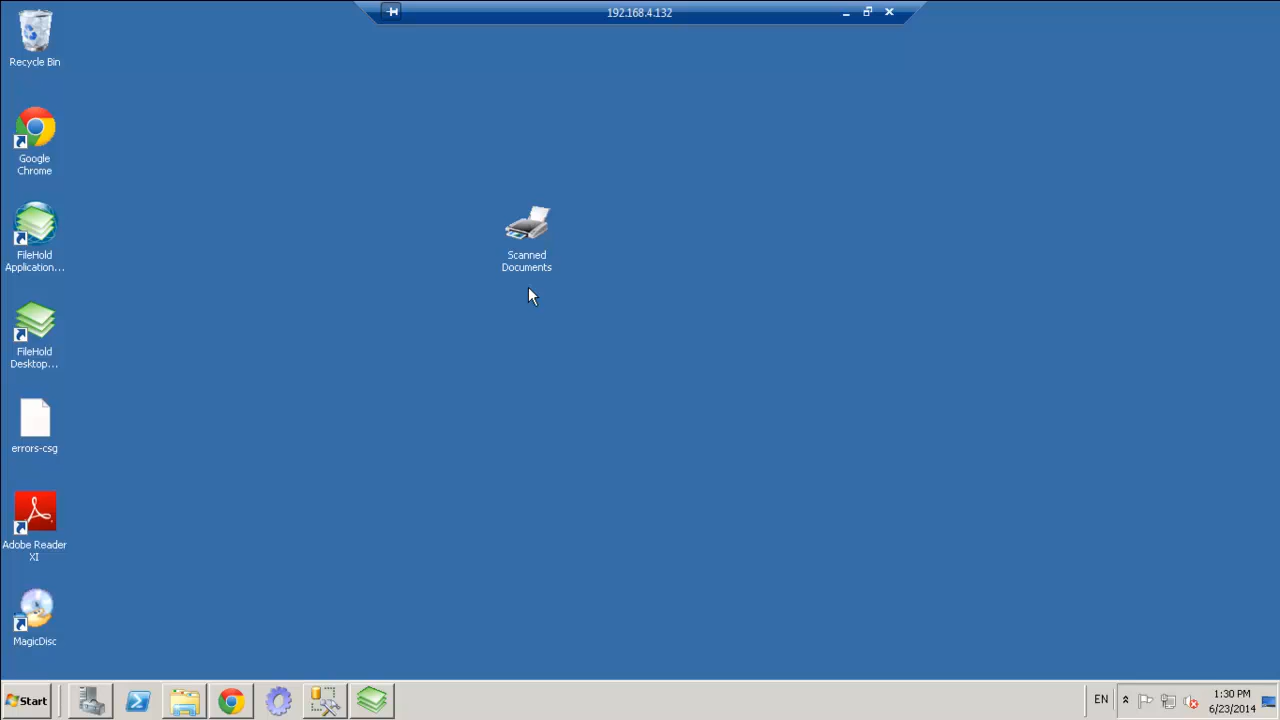 192.168.4.132
Recycle Bin
Google
Chrome
FileHold
Application...
Scanned
Documents
FileHold
Desktop...
errors-csg
Adobe Reader
XI
MagicDisc
Start
EN
1:30 PM
6/23/2014